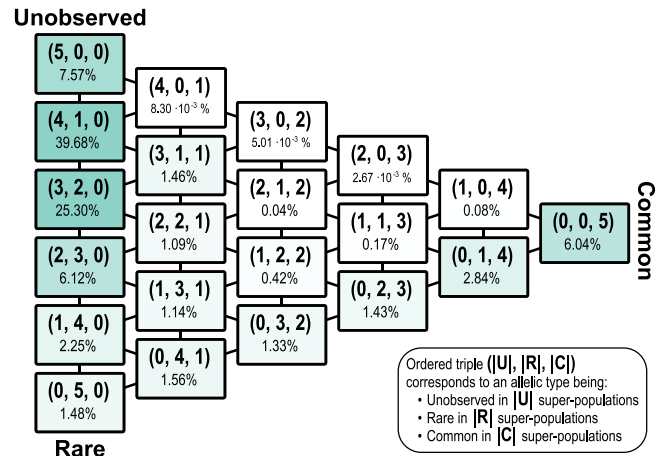 Unobserved
(5, 0, 0)
7.57%
(4, 1, 0)
39.68%
(3, 2, 0)
25.30%
(2, 3, 0)
6.12%
(1, 4, 0)
2.25%
(0, 5, 0)
1.48%
Rare
(4, 0, 1)
8.30 ·10-3 %
(3, 1, 1)
1.46%
(2, 2, 1)
1.09%
(1, 3, 1)
1.14%
(0, 4, 1)
1.56%
(3, 0, 2)
5.01 ·10-3 %
(2, 1, 2)
0.04%
(1, 2, 2)
0.42%
(0, 3, 2)
1.33%
(2, 0, 3)
2.67 ·10-3 %
(1, 1, 3)
0.17%
(0, 2, 3)
1.43%
(1, 0, 4)
0.08%
(0, 1, 4)
2.84%
(0, 0, 5)
6.04%
Common
Ordered triple (|U|, |R|, |C|)
corresponds to an allelic type being:
• Unobserved in |U| super-populations
• Rare in |R| super-populations
• Common in |C| super-populations